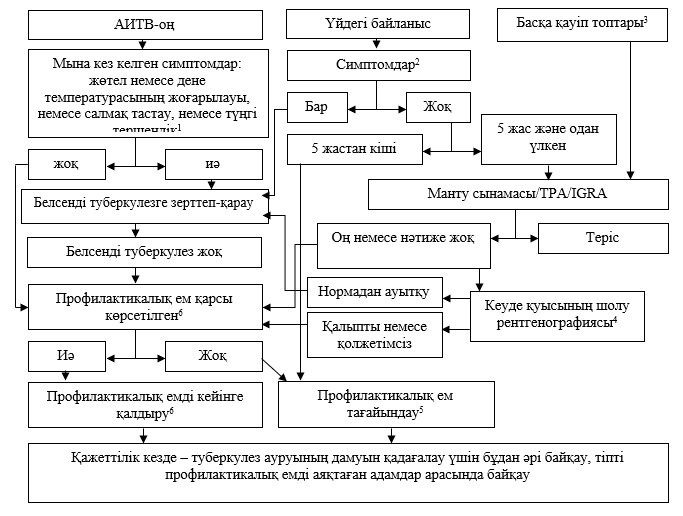 АИТВ-оң
Үйдегі байланыс
Басқа қауіп топтары³
Мына кез келген симптомдар:
жөтел немесе дене
температурасының жоғарылауы,
немесе салмақ тастау, немесе түнгі
тершеңдік¹
Симптомдар²
Бар
Жоқ
5 жас және одан
үлкен
5 жастан кіші
жоқ
иә
Белсенді туберкулезге зерттеп-қарау
Манту сынамасы/ТРА/IGRA
Белсенді туберкулез жоқ
Оң немесе нәтиже жоқ
Теріс
Нормадан ауытқу
Профилактикалық ем қарсы
көрсетілген⁶
Кеуде қуысының шолу
рентгенографиясы⁴
Қалыпты немесе
қолжетімсіз
Иә
Жоқ
Профилактикалық емді кейінге
қалдыру⁶
Профилактикалық ем
тағайындау⁵
Қажеттілік кезде – туберкулез ауруының дамуын қадағалау үшін бұдан әрі байқау, тіпті
профилактикалық емді аяқтаған адамдар арасында байқау